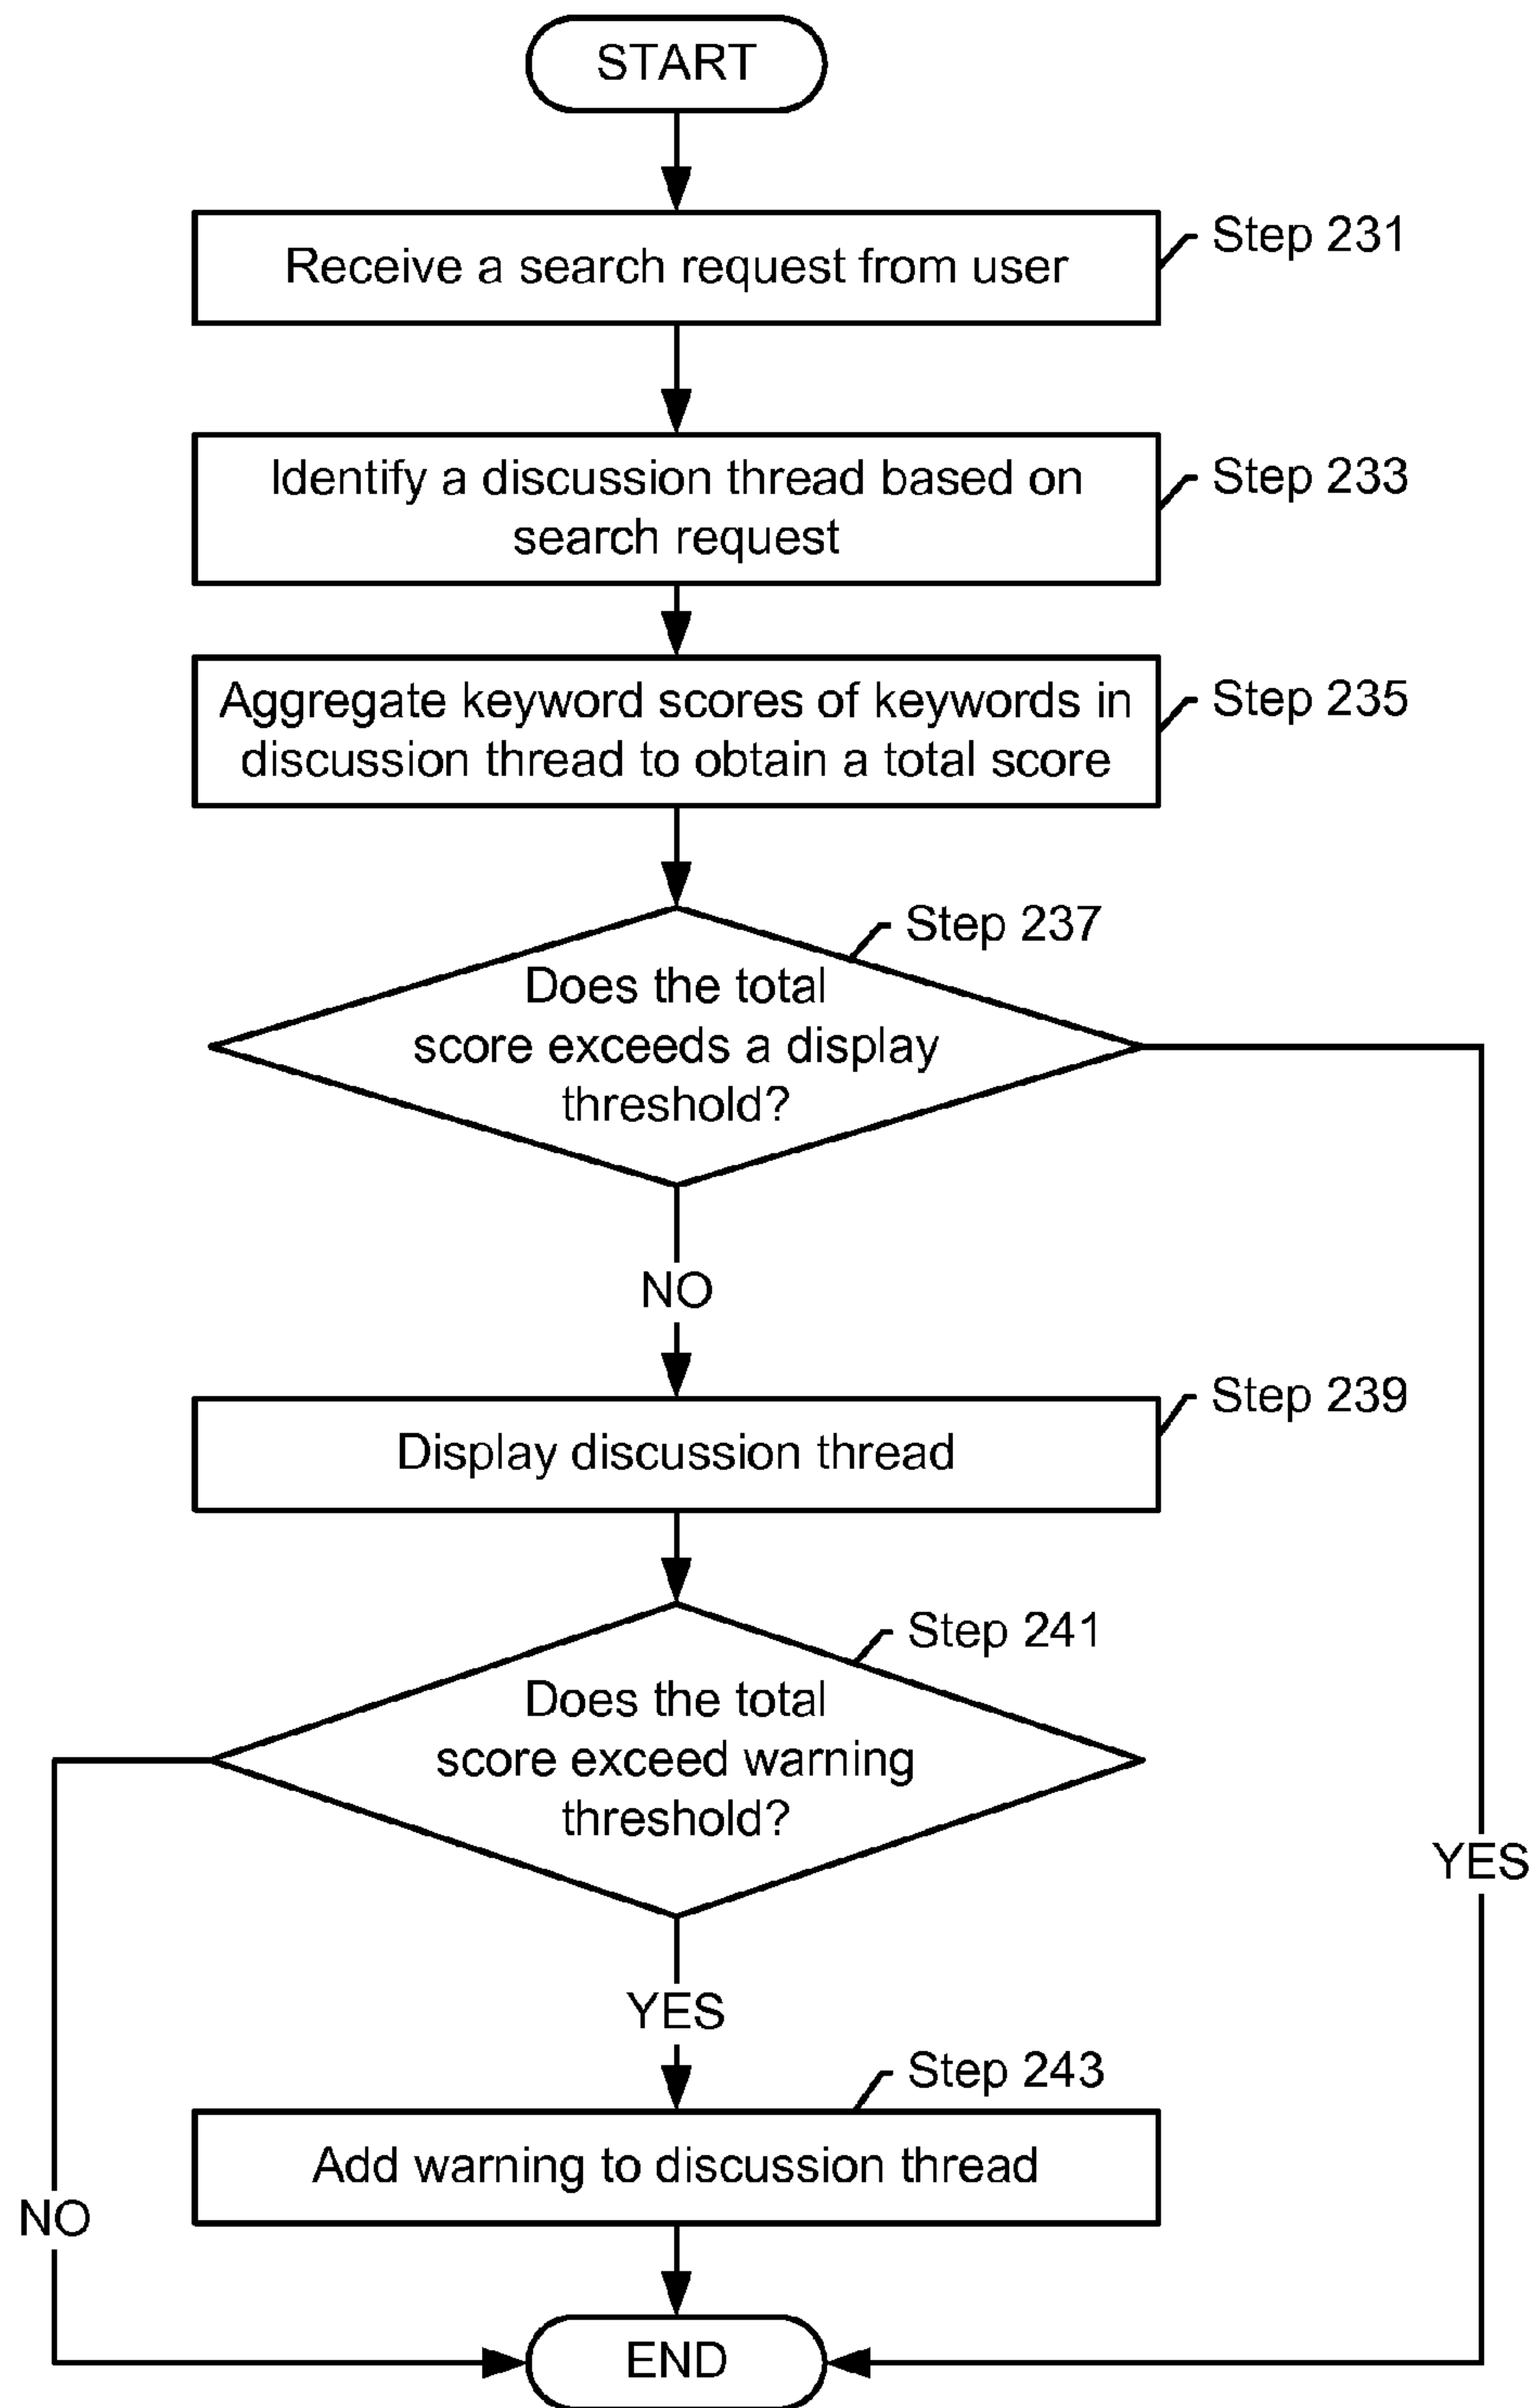 START
Receive a search request from user
Step 231
Identify a discussion thread based on
search request
Step 233
Aggregate keyword scores of keywords in
discussion thread to obtain a total score
Step 235
Step 237
Does the total
score exceeds a display
threshold?
NO
Display discussion thread
Step 239
Step 241
Does the total
score exceed warning
threshold?
YES
YES
Step 243
Add warning to discussion thread
NO
END